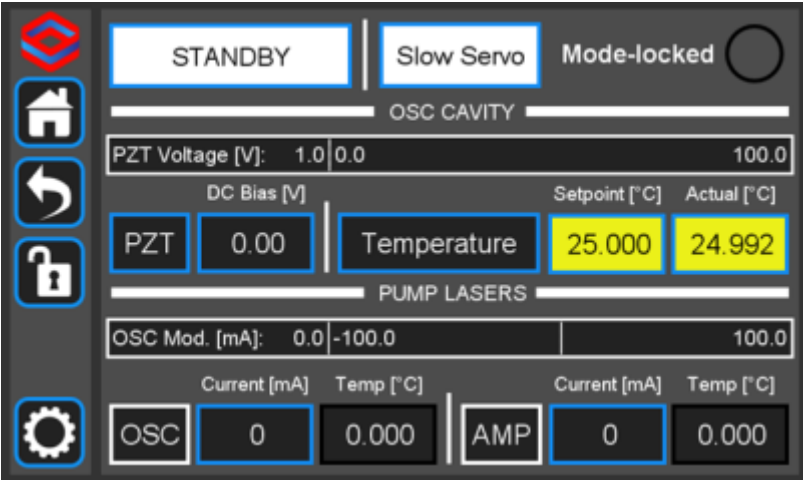 STANDBY Slow Servo Mode-locked
OSC CAVITY
PZT Voltage [V]: 1.0 0.0 100.0
DC Bias [V] Setpoint [°C] Actual [°C]
PZT 0.00 Temperature 25.000 24.992
PUMP LASERS
OSC Mod. [mA]: 0.0 -100.0 100.0
Current [mA] Temp [°C] Current [mA] Temp [°C]
OSC 0 0.000 AMP 0 0.000